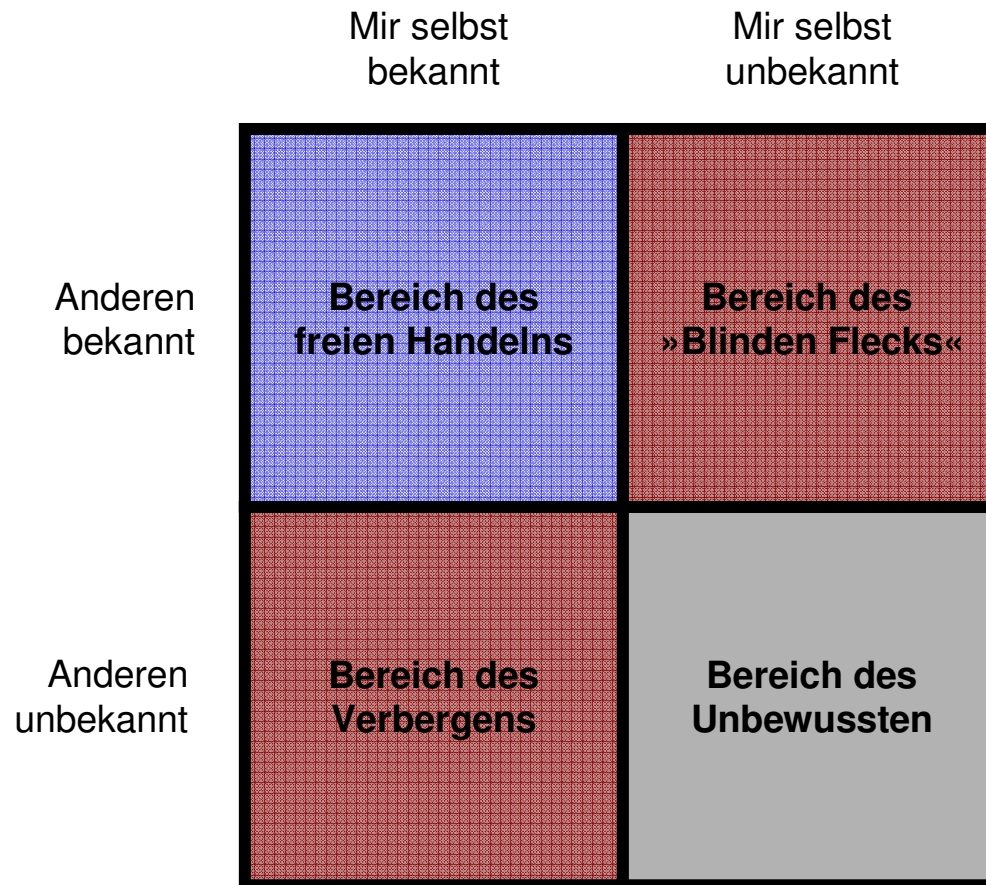 Mir selbst
bekannt
Mir selbst
unbekannt
Anderen
bekannt
Bereich des
freien Handelns
Bereich des
»Blinden Flecks«
Anderen
unbekannt
Bereich des
Verbergens
Bereich des
Unbewussten